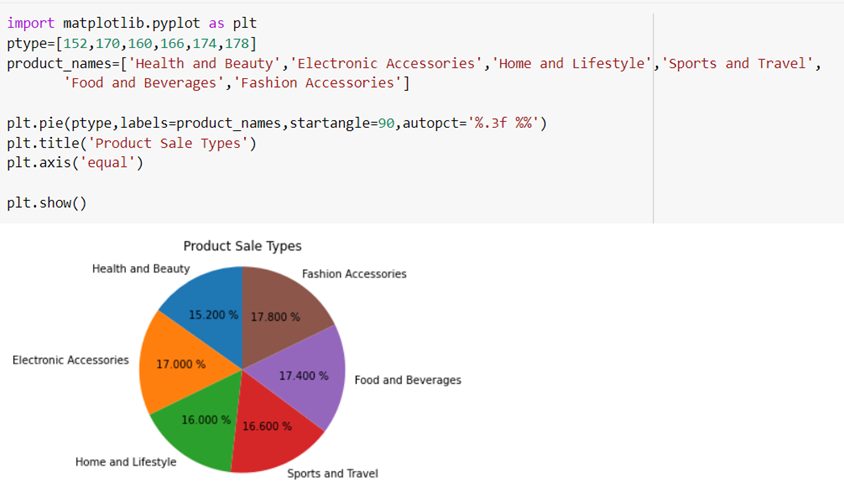 import matplotlib.pyplot as plt
ptype=[152,170,160,166,174,178]
product_names=['Health and Beauty','Electronic Accessories','Home and Lifestyle','Sports and Travel',
'Food and Beverages','Fashion Accessories']
plt.pie(ptype,labels=product_names,startangle=90,autopct='%.3f %%')
plt.title('Product Sale Types')
plt.axis('equal')
plt.show()
Product Sale Types
Health and Beauty
Fashion Accessories
15.200 %
17.800 %
Electronic Accessories
17.000 %
17.400 %
Food and Beverages
16.000 %
16.600 %
Home and Lifestyle
Sports and Travel